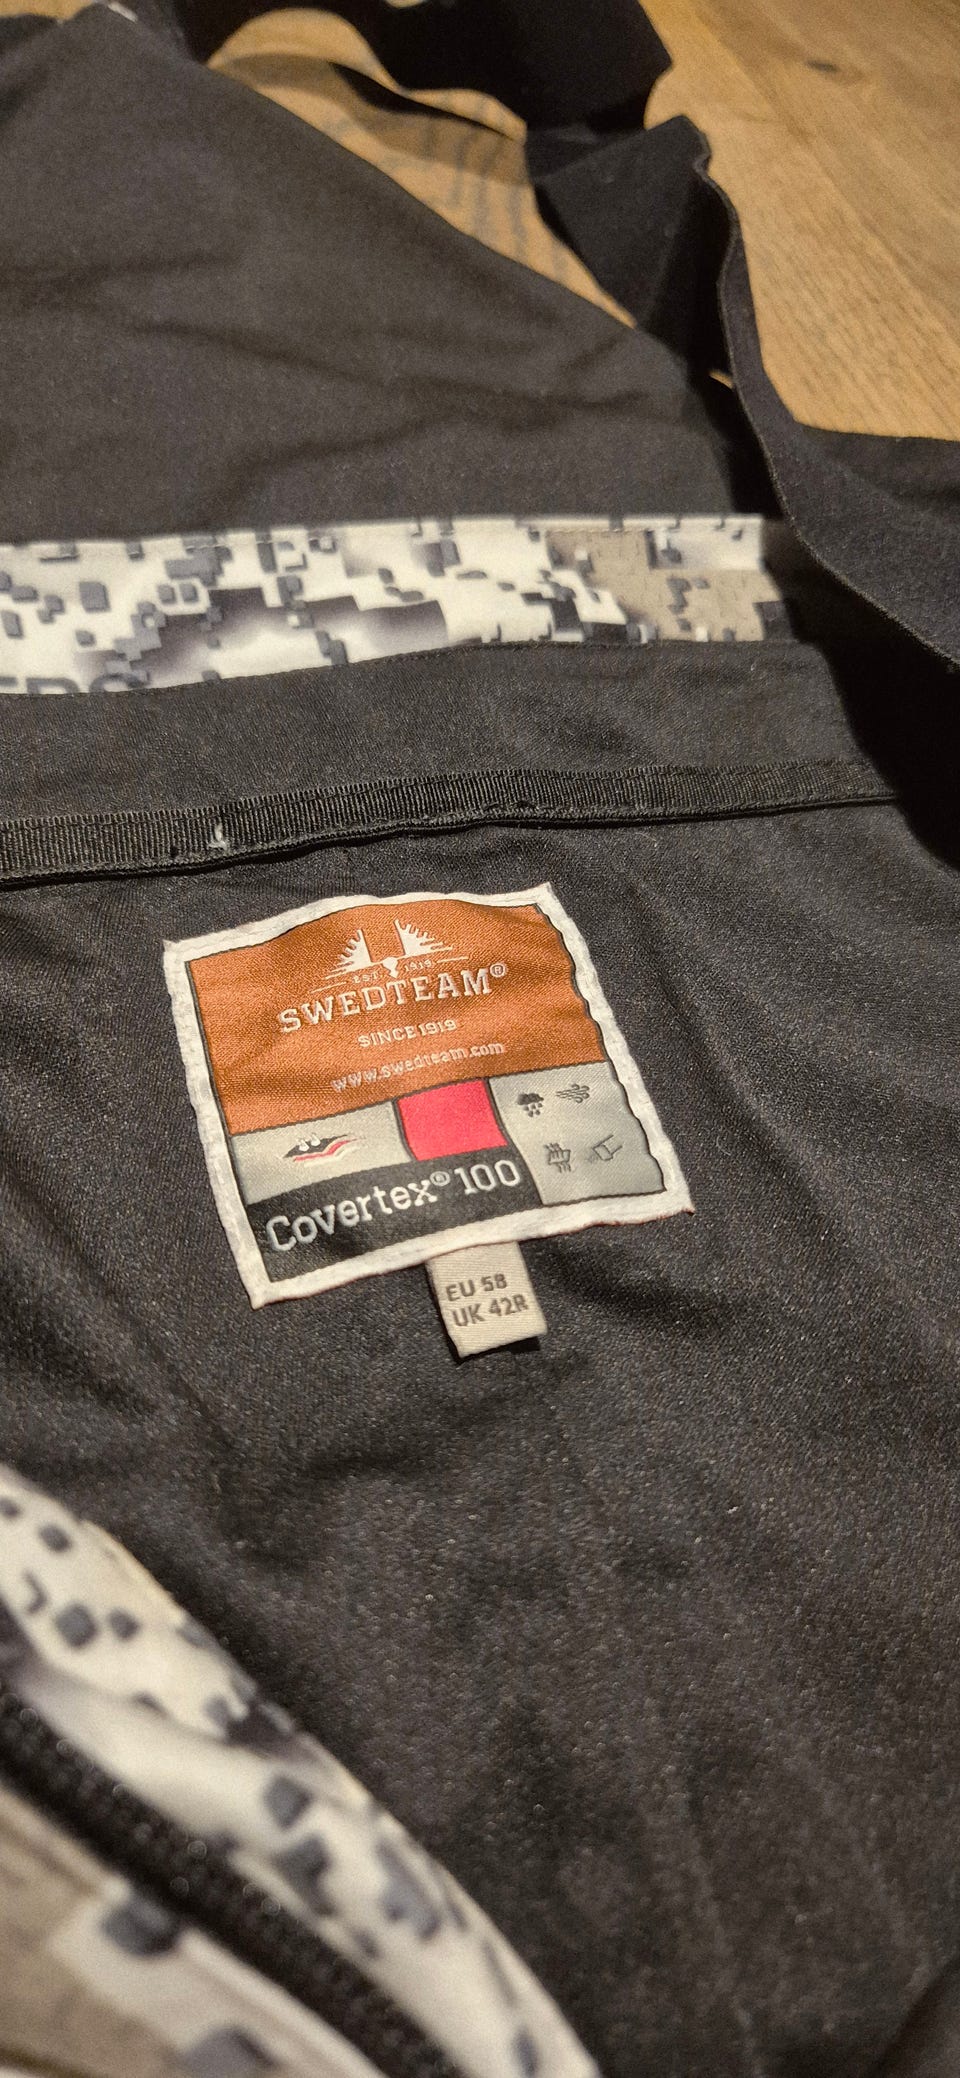 EST. 1919
SWEDTEAM®
SINCE 1919
www.swedteam.com
Covertex® 100
EU 58
UK 42R